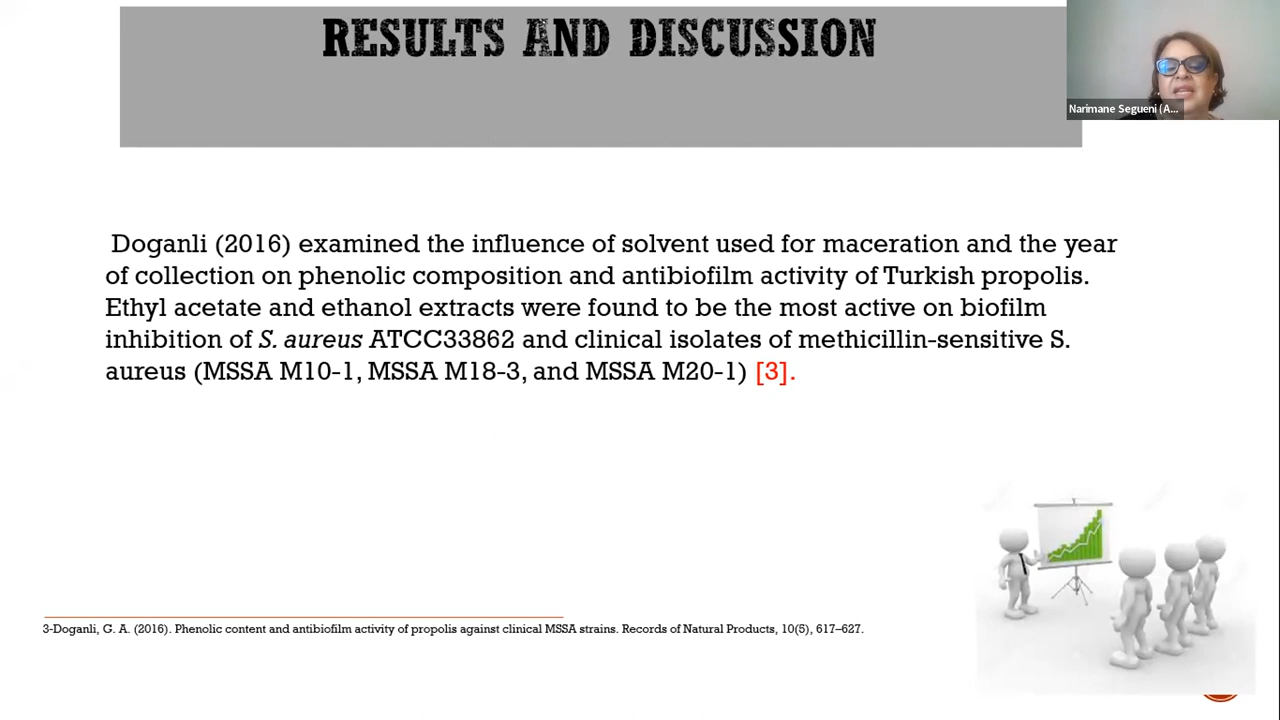 RESULTS AND DISCUSSION
Narimane Segueni (A...
Doganli (2016) examined the influence of solvent used for maceration and the year
of collection on phenolic composition and antibiofilm activity of Turkish propolis.
Ethyl acetate and ethanol extracts were found to be the most active on biofilm
inhibition of S. aureus ATCC33862 and clinical isolates of methicillin-sensitive S.
aureus (MSSA M10-1, MSSA M18-3, and MSSA M20-1) [3].
3-Doganli, G. A. (2016). Phenolic content and antibiofilm activity of propolis against clinical MSSA strains. Records of Natural Products, 10(5), 617–627.